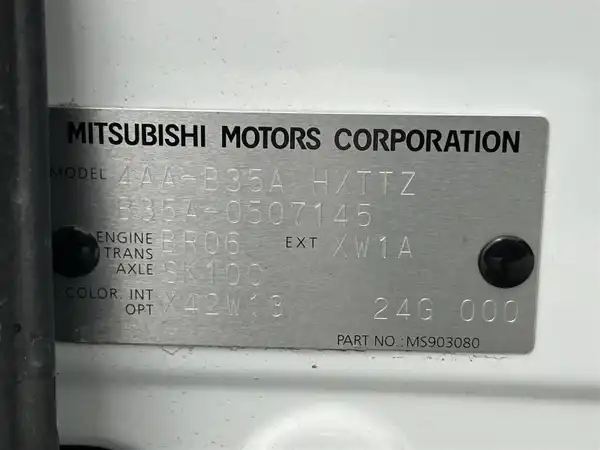 MITSUBISHI MOTORS CORPORATION
MODEL 4AA-B35A HXTTZ
B35A-0507145
ENGINE BR06 EXT XW1A
TRANS
AXLE SK10C
COLOR. INT X42W13 24G 000
OPT
PART NO.:MS903080